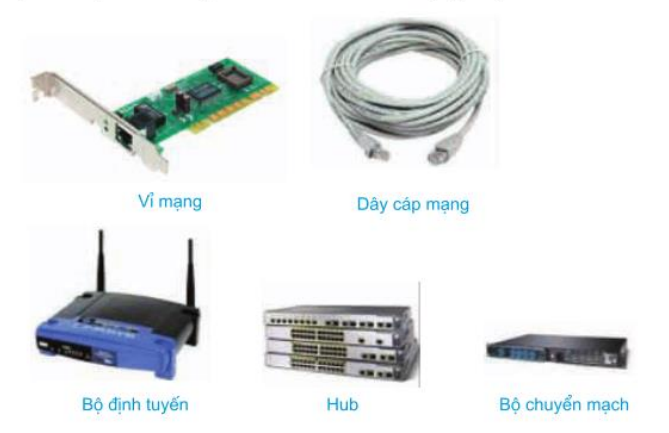 Vỉ mạng
Dây cáp mạng
Bộ định tuyến
Hub
Bộ chuyển mạch